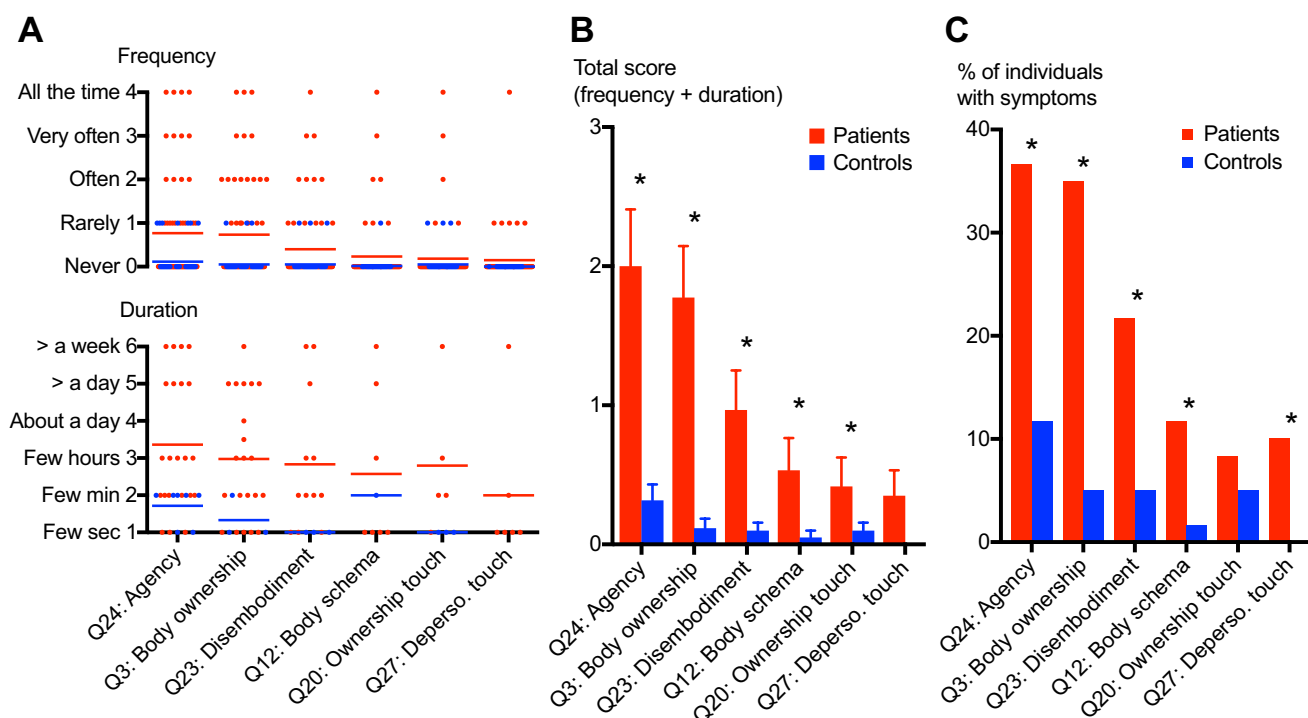 A
Frequency
All the time 4
Very often 3
Often 2
Rarely 1
Never 0
Duration
> a week 6
> a day 5
About a day 4
Few hours 3
Few min 2
Few sec 1
Q24: Agency
Q3: Body ownership
Q23: Disembodiment
Q12: Body schema
Q20: Ownership touch
Q27: Deperso. touch
B
Total score
(frequency + duration)
3
2
1
0
Patients
Controls
*
*
*
*
*
Q24: Agency
Q3: Body ownership
Q23: Disembodiment
Q12: Body schema
Q20: Ownership touch
Q27: Deperso. touch
C
% of individuals
with symptoms
40
30
20
10
0
Patients
Controls
*
*
*
*
*
Q24: Agency
Q3: Body ownership
Q23: Disembodiment
Q12: Body schema
Q20: Ownership touch
Q27: Deperso. touch